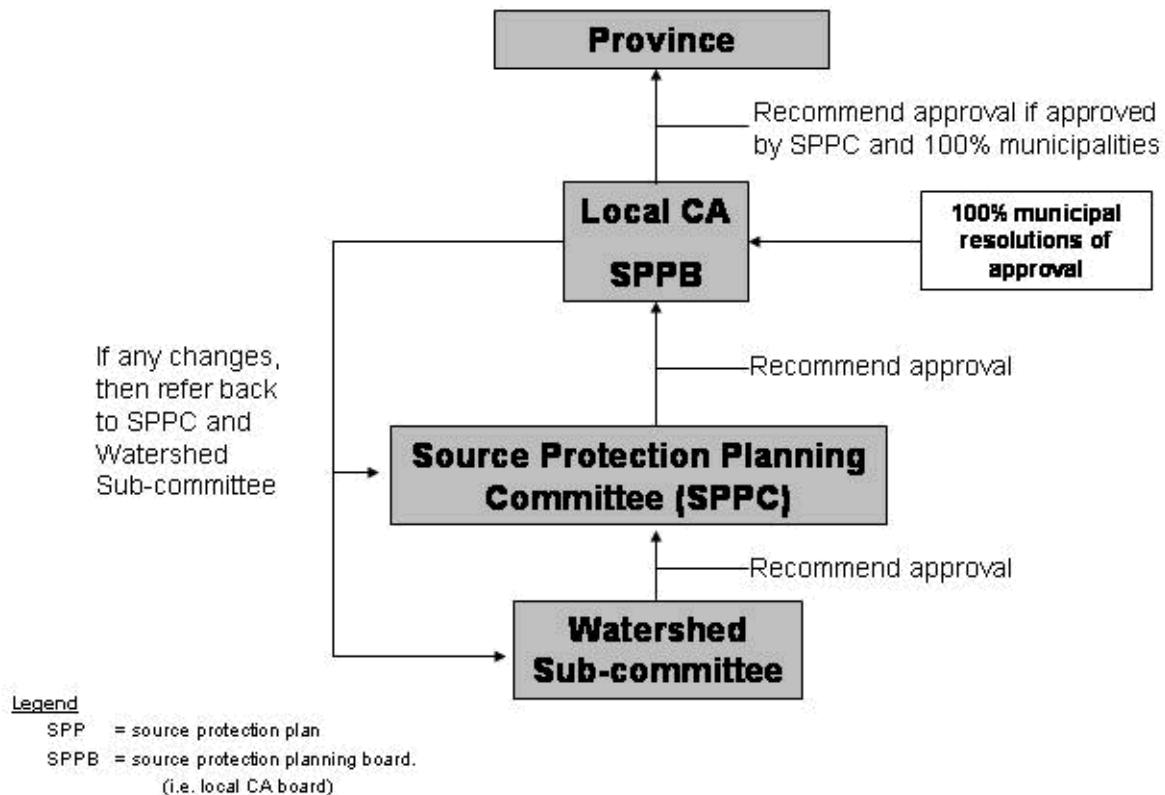 Province
Recommend approval if approved
by SPPC and 100% municipalities
Local CA
SPPB
100% municipal
resolutions of
approval
If any changes,
then refer back
to SPPC and
Watershed
Sub-committee
Recommend approval
Source Protection Planning
Committee (SPPC)
Recommend approval
Watershed
Sub-committee
Legend
SPP = source protection plan
SPPB = source protection planning board.
(i.e. local CA board)